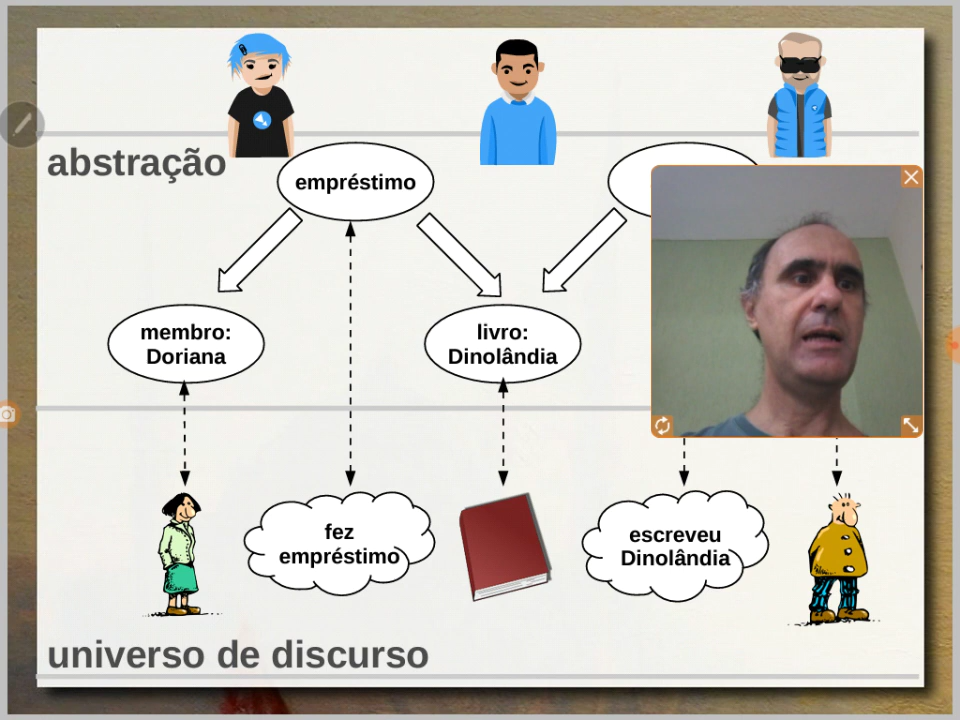 abstração
empréstimo
membro:
Doriana
livro:
Dinolândia
fez
empréstimo
escreveu
Dinolândia
universo de discurso